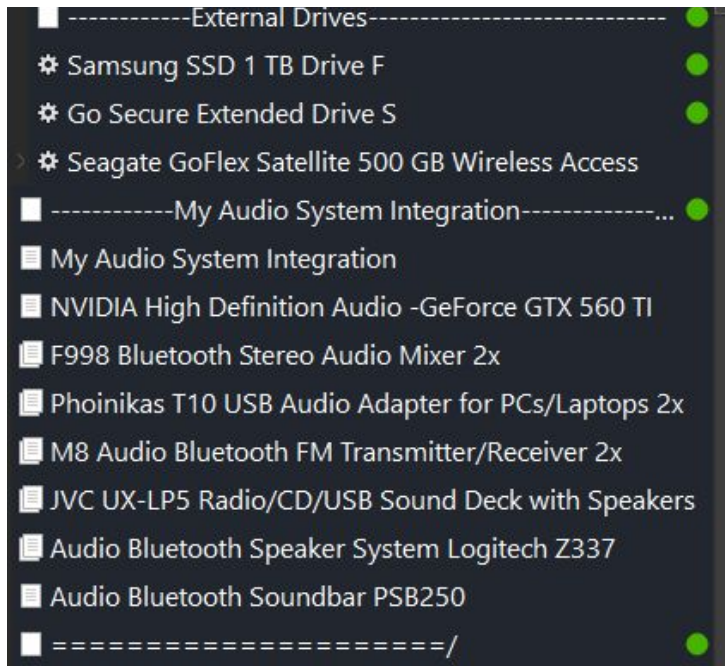 ------------External Drives-----------------------------
Samsung SSD 1 TB Drive F
Go Secure Extended Drive S
Seagate GoFlex Satellite 500 GB Wireless Access
------------My Audio System Integration-------------...
My Audio System Integration
NVIDIA High Definition Audio -GeForce GTX 560 TI
F998 Bluetooth Stereo Audio Mixer 2x
Phoinikas T10 USB Audio Adapter for PCs/Laptops 2x
M8 Audio Bluetooth FM Transmitter/Receiver 2x
JVC UX-LP5 Radio/CD/USB Sound Deck with Speakers
Audio Bluetooth Speaker System Logitech Z337
Audio Bluetooth Soundbar PSB250
=====================/